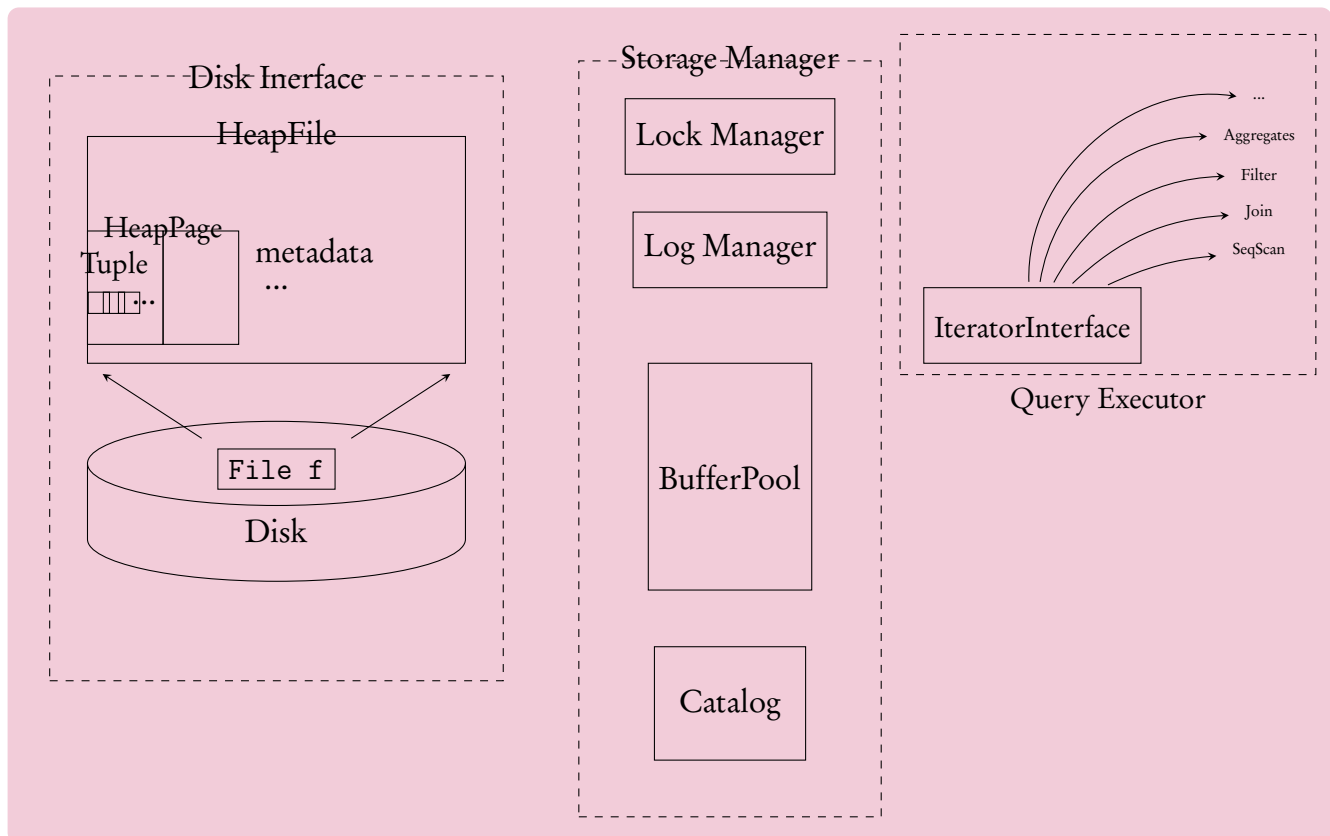 Disk Inerface
HeapFile
HeapPage
Tuple
...
metadata
...
File f
Disk
Storage Manager
Lock Manager
Log Manager
BufferPool
Catalog
...
Aggregates
Filter
Join
SeqScan
IteratorInterface
Query Executor